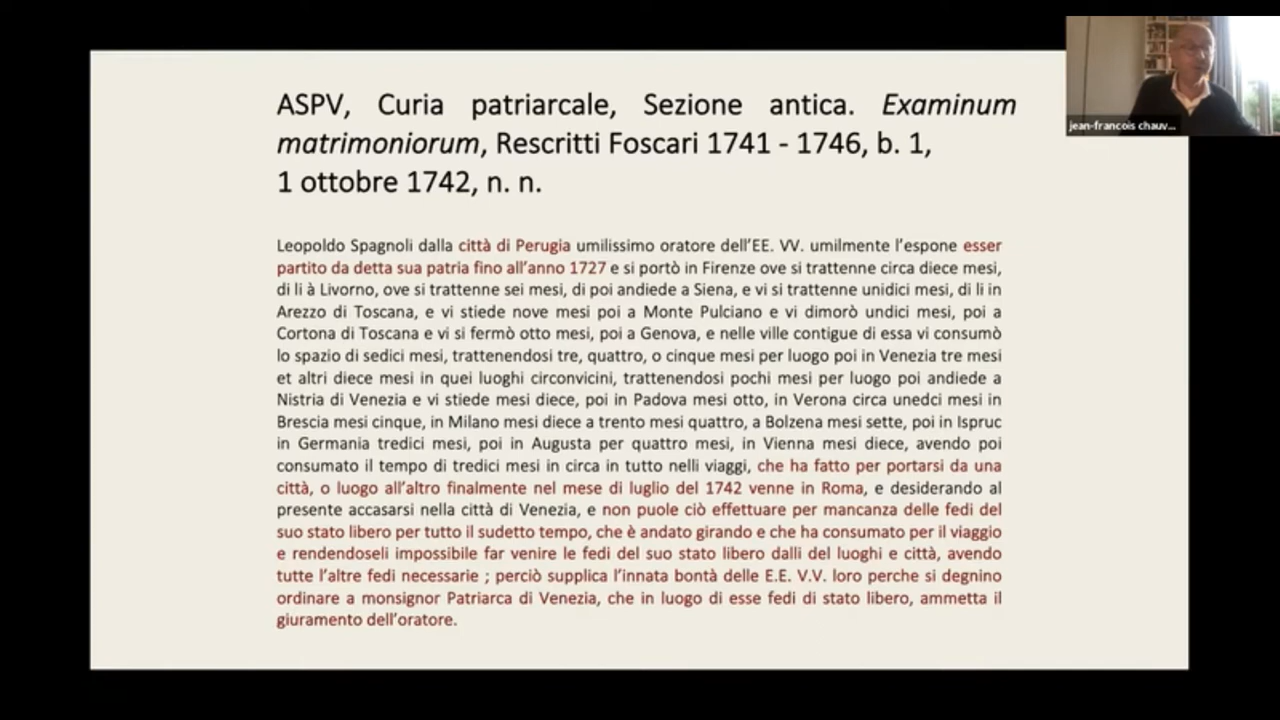 ASPV, Curia patriarcale, Sezione antica. Examinum
matrimoniorum, Rescritti Foscari 1741 - 1746, b. 1,
1 ottobre 1742, n. n.
jean-francois chauv...
Leopoldo Spagnoli dalla città di Perugia umilissimo oratore dell'EE. VV. umilmente l'espone esser
partito da detta sua patria fino all'anno 1727 e si portò in Firenze ove si trattenne circa diece mesi,
di li à Livorno, ove si trattenne sei mesi, di poi andiede a Siena, e vi si trattenne unidici mesi, di li in
Arezzo di Toscana, e vi stiede nove mesi poi a Monte Pulciano e vi dimorò undici mesi, poi a
Cortona di Toscana e vi si fermò otto mesi, poi a Genova, e nelle ville contigue di essa vi consumò
lo spazio di sedici mesi, trattenendosi tre, quattro, o cinque mesi per luogo poi in Venezia tre mesi
et altri diece mesi in quei luoghi circonvicini, trattenendosi pochi mesi per luogo poi andiede a
Nistria di Venezia e vi stiede mesi diece, poi in Padova mesi otto, in Verona circa unedci mesi in
Brescia mesi cinque, in Milano mesi diece a trento mesi quattro, a Bolzena mesi sette, poi in Ispruc
in Germania tredici mesi, poi in Augusta per quattro mesi, in Vienna mesi diece, avendo poi
consumato il tempo di tredici mesi in circa in tutto nelli viaggi, che ha fatto per portarsi da una
città, o luogo all'altro finalmente nel mese di luglio del 1742 venne in Roma, e desiderando al
presente accasarsi nella città di Venezia, e non puole ciò effettuare per mancanza delle fedi del
suo stato libero per tutto il sudetto tempo, che è andato girando e che ha consumato per il viaggio
e rendendoseli impossibile far venire le fedi del suo stato libero dalli del luoghi e città, avendo
tutte l'altre fedi necessarie ; perciò supplica l'innata bontà delle E.E. V.V. loro perche si degnino
ordinare a monsignor Patriarca di Venezia, che in luogo di esse fedi di stato libero, ammetta il
giuramento dell'oratore.